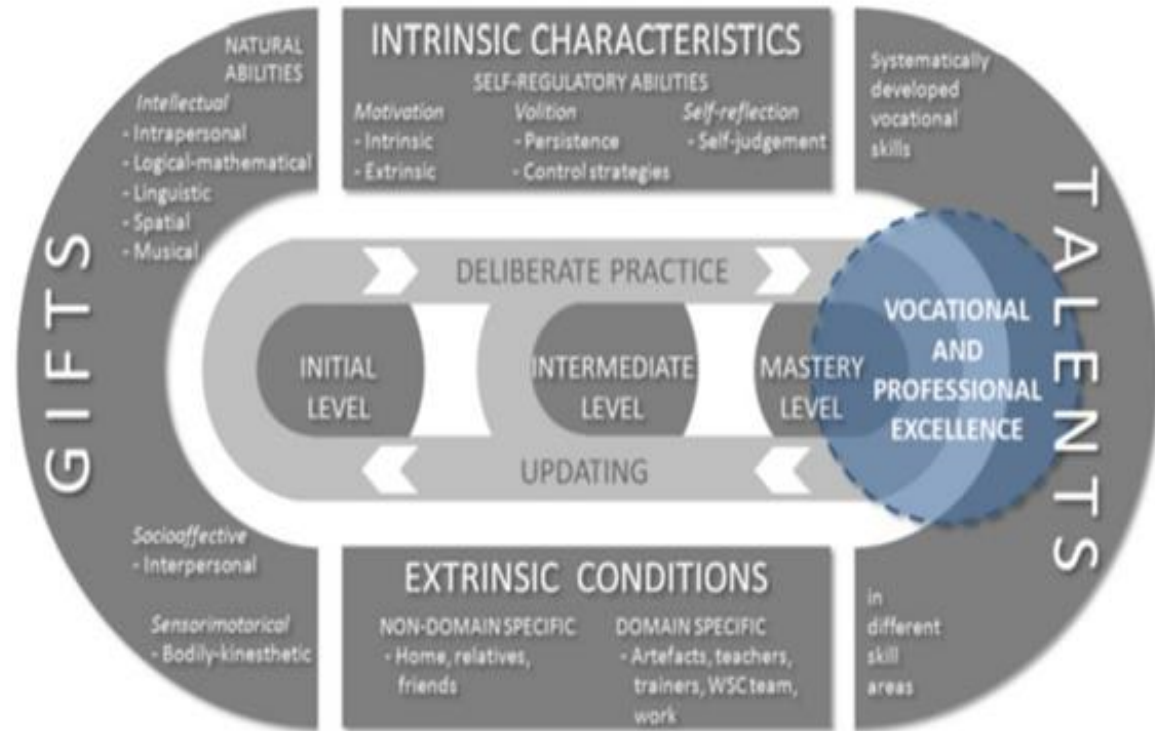 GIFTS
NATURAL
ABILITIES
Intellectual
- Intrapersonal
- Logical-mathematical
- Linguistic
- Spatial
- Musical
Socioaffective
- Interpersonal
Sensorimotorical
- Bodily-kinesthetic
INTRINSIC CHARACTERISTICS
SELF-REGULATORY ABILITIES
Motivation
- Intrinsic
- Extrinsic
Volition
- Persistence
- Control strategies
Self-reflection
- Self-judgement
DELIBERATE PRACTICE
INITIAL
LEVEL
INTERMEDIATE
LEVEL
MASTERY
LEVEL
VOCATIONAL
AND
PROFESSIONAL
EXCELLENCE
UPDATING
EXTRINSIC CONDITIONS
NON-DOMAIN SPECIFIC
- Home, relatives,
friends
DOMAIN SPECIFIC
- Artefacts, teachers,
trainers, WSC team,
work
Systematically
developed
vocational
skills
TALENTS
in
different
skill
areas